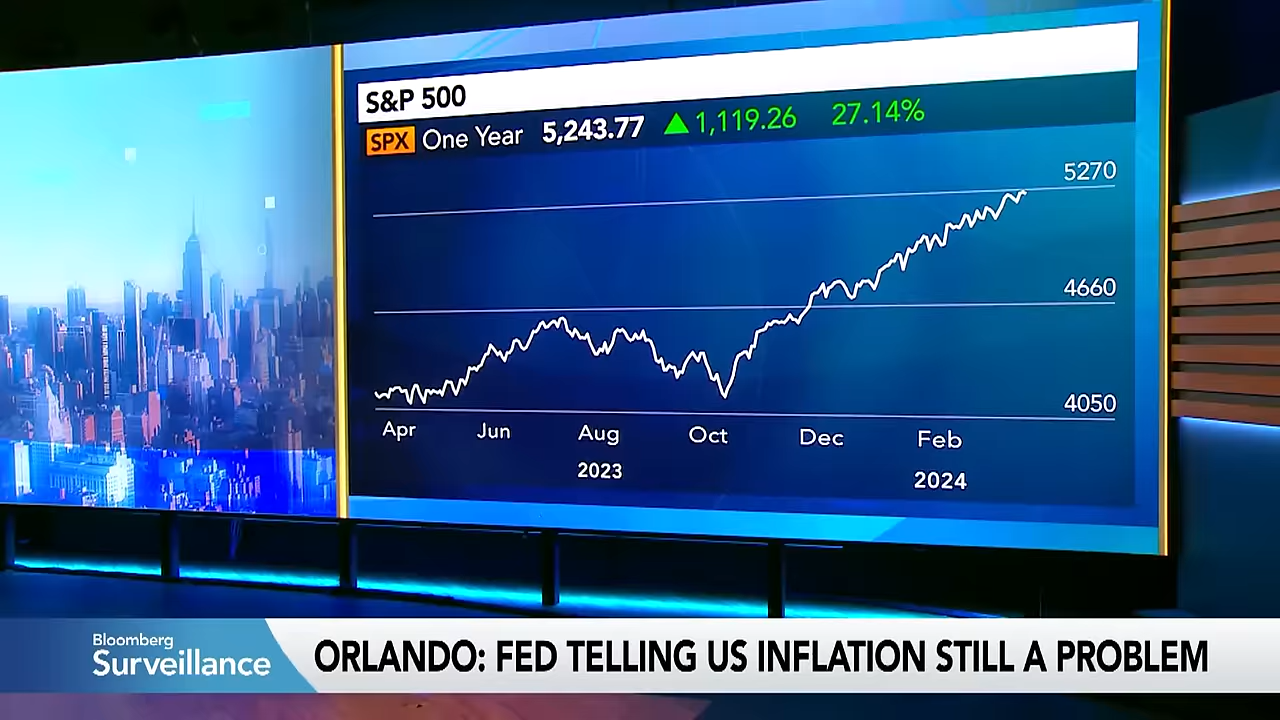 S&P 500
SPX One Year 5,243.77 ▲ 1,119.26 27.14%
5270
4660
4050
Apr Jun Aug Oct Dec Feb
2023 2024
Bloomberg
Surveillance
ORLANDO: FED TELLING US INFLATION STILL A PROBLEM